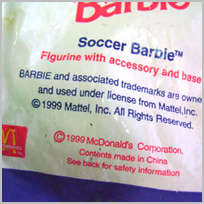 Barbie
Soccer Barbie™
Figurine with accessory and base
BARBIE and associated trademarks are owne
and used under license from Mattel, Inc.
© 1999 Mattel, Inc. All Rights Reserved.
© 1999 McDonald's Corporation.
Contents made in China
See back for safety information